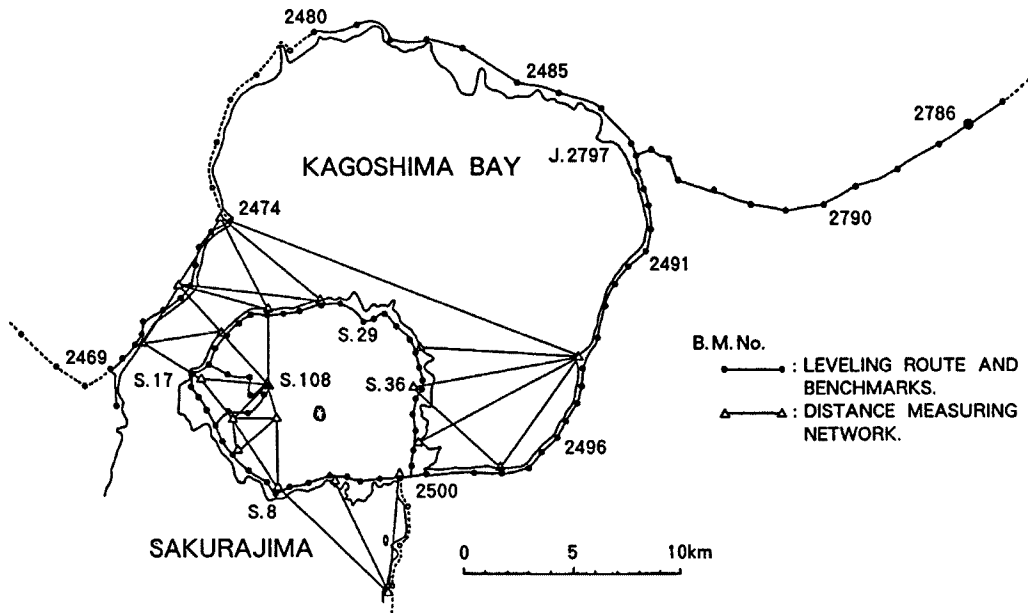 2480
2485
2786
J.2797
KAGOSHIMA BAY
2790
2474
2491
S.29
B.M.No.
2469
S.17
S.108
S.36
: LEVELING ROUTE AND
BENCHMARKS.
: DISTANCE MEASURING
NETWORK.
2496
2500
S.8
SAKURAJIMA
0 5 10km